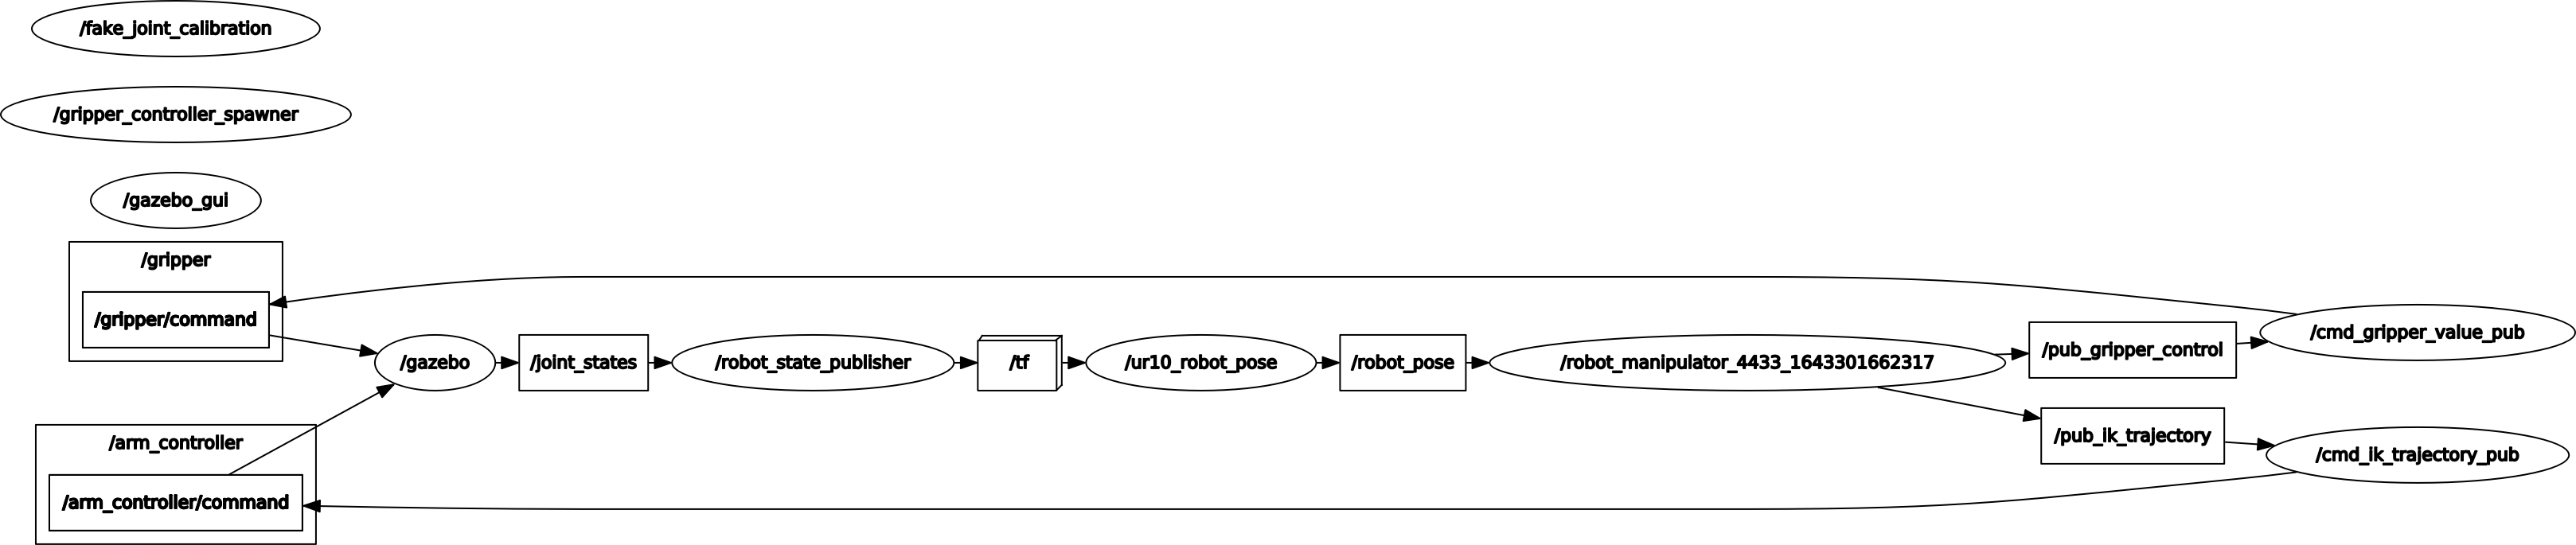 /fake_joint_calibration
/gripper_controller_spawner
/gazebo_gui
/gripper
/gripper/command
/gazebo
/joint_states
/robot_state_publisher
/tf
/ur10_robot_pose
/robot_pose
/robot_manipulator_4433_1643301662317
/pub_gripper_control
/cmd_gripper_value_pub
/arm_controller
/arm_controller/command
/pub_ik_trajectory
/cmd_ik_trajectory_pub